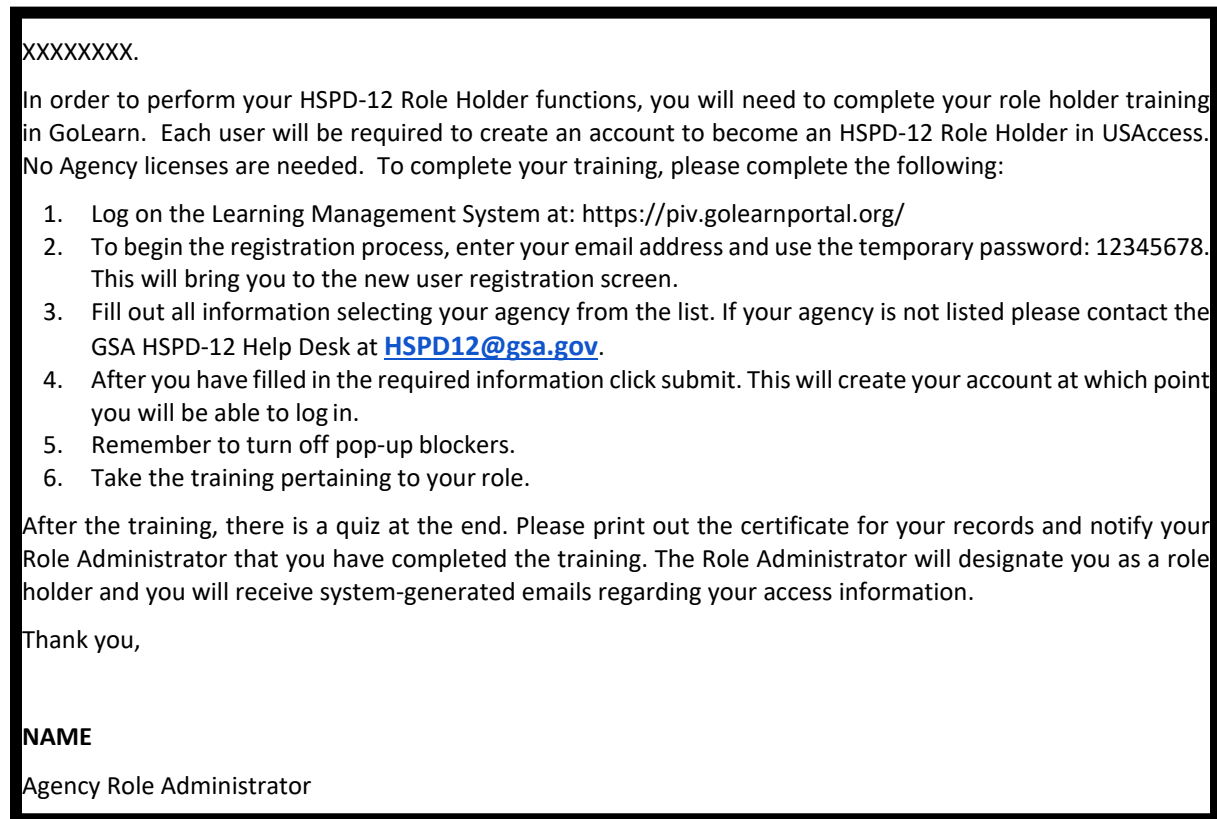 XXXXXXXX.
In order to perform your HSPD-12 Role Holder functions, you will need to complete your role holder training
in GoLearn. Each user will be required to create an account to become an HSPD-12 Role Holder in USAccess.
No Agency licenses are needed. To complete your training, please complete the following:
1. Log on the Learning Management System at: https://piv.golearnportal.org/
2. To begin the registration process, enter your email address and use the temporary password: 12345678.
This will bring you to the new user registration screen.
3. Fill out all information selecting your agency from the list. If your agency is not listed please contact the
GSA HSPD-12 Help Desk at HSPD12@gsa.gov.
4. After you have filled in the required information click submit. This will create your account at which point
you will be able to log in.
5. Remember to turn off pop-up blockers.
6. Take the training pertaining to your role.
After the training, there is a quiz at the end. Please print out the certificate for your records and notify your
Role Administrator that you have completed the training. The Role Administrator will designate you as a role
holder and you will receive system-generated emails regarding your access information.
Thank you,
NAME
Agency Role Administrator